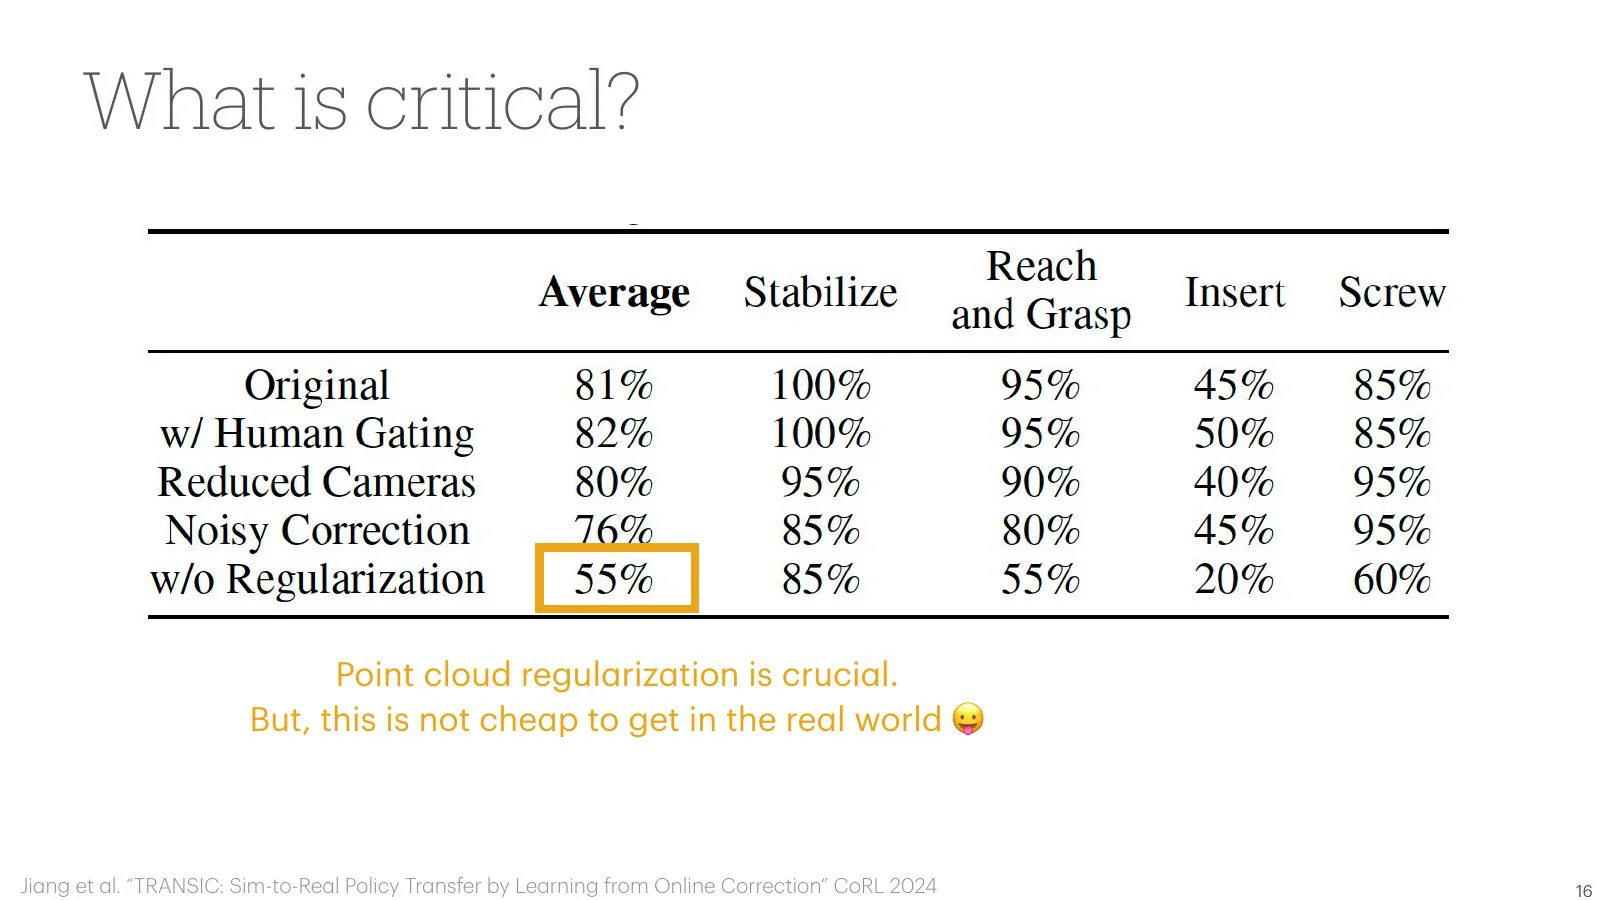 What is critical?
Average Stabilize Reach and Grasp Insert Screw
Original 81% 100% 95% 45% 85%
w/ Human Gating 82% 100% 95% 50% 85%
Reduced Cameras 80% 95% 90% 40% 95%
Noisy Correction 76% 85% 80% 45% 95%
w/o Regularization 55% 85% 55% 20% 60%
Point cloud regularization is crucial.
But, this is not cheap to get in the real world 😛
Jiang et al. “TRANSIC: Sim-to-Real Policy Transfer by Learning from Online Correction” CoRL 2024
16